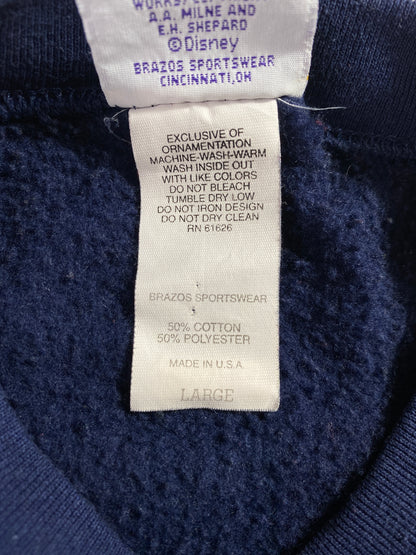 A.A. MILNE AND
E.H. SHEPARD
©Disney
BRAZOS SPORTSWEAR
CINCINNATI, OH
EXCLUSIVE OF
ORNAMENTATION
MACHINE-WASH-WARM
WASH INSIDE OUT
WITH LIKE COLORS
DO NOT BLEACH
TUMBLE DRY LOW
DO NOT IRON DESIGN
DO NOT DRY CLEAN
RN 61626
BRAZOS SPORTSWEAR
50% COTTON
50% POLYESTER
MADE IN U.S.A.
LARGE